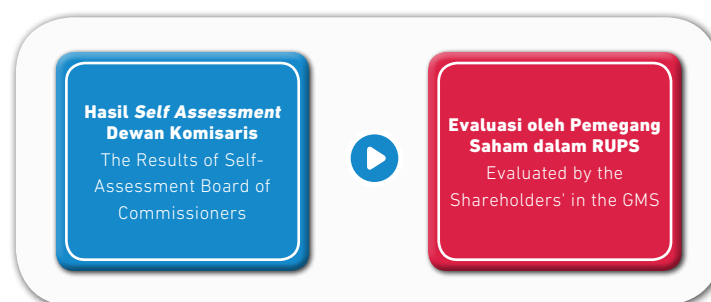 Hasil Self Assessment
Dewan Komisaris
The Results of Self-
Assessment Board of
Commissioners
Evaluasi oleh Pemegang
Saham dalam RUPS
Evaluated by the
Shareholders' in the GMS